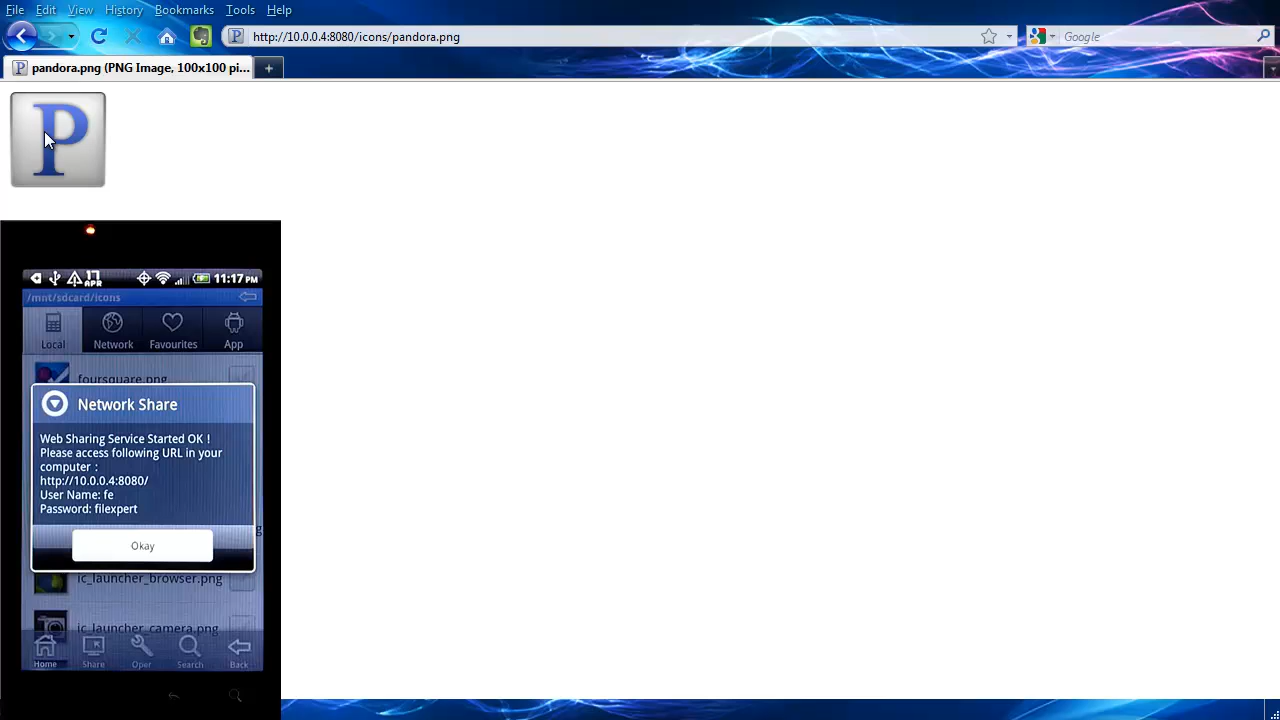 File Edit View History Bookmarks Tools Help
http://10.0.0.4:8080/icons/pandora.png
Google
pandora.png (PNG Image, 100x100 pi...
P
17
APR
11:17 PM
/mnt/sdcard/icons
Local Network Favourites App
foursquare.png
Network Share
Web Sharing Service Started OK !
Please access following URL in your
computer :
http://10.0.0.4:8080/
User Name: fe
Password: filexpert
Okay
ic_launcher_browser.png
ic_launcher_camera.png
Home Share Oper Search Back